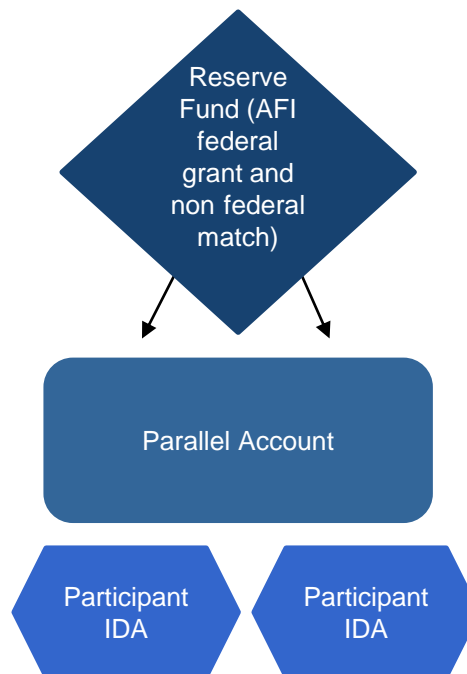 Reserve
Fund (AFI
federal
grant and
non federal
match)
Parallel Account
Participant
IDA
Participant
IDA